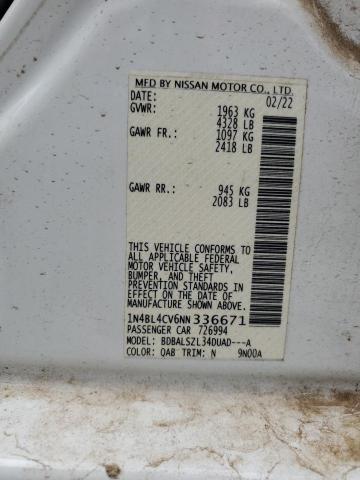 MFD BY NISSAN MOTOR CO., LTD.
DATE: 02/22
GVWR: 1963 KG
4328 LB
GAWR FR: 1097 KG
2418 LB
GAWR RR.: 945 KG
2083 LB
THIS VEHICLE CONFORMS TO
ALL APPLICABLE FEDERAL
MOTOR VEHICLE SAFETY,
BUMPER, AND THEFT
PREVENTION STANDARDS IN
EFFECT ON THE DATE OF
MANUFACTURE SHOWN ABOVE.
1N4BL4CV6NN336671
PASSENGER CAR 726994
MODEL: BDBALSZL34DUAD---A
COLOR: QAB TRIM: N 9N00A